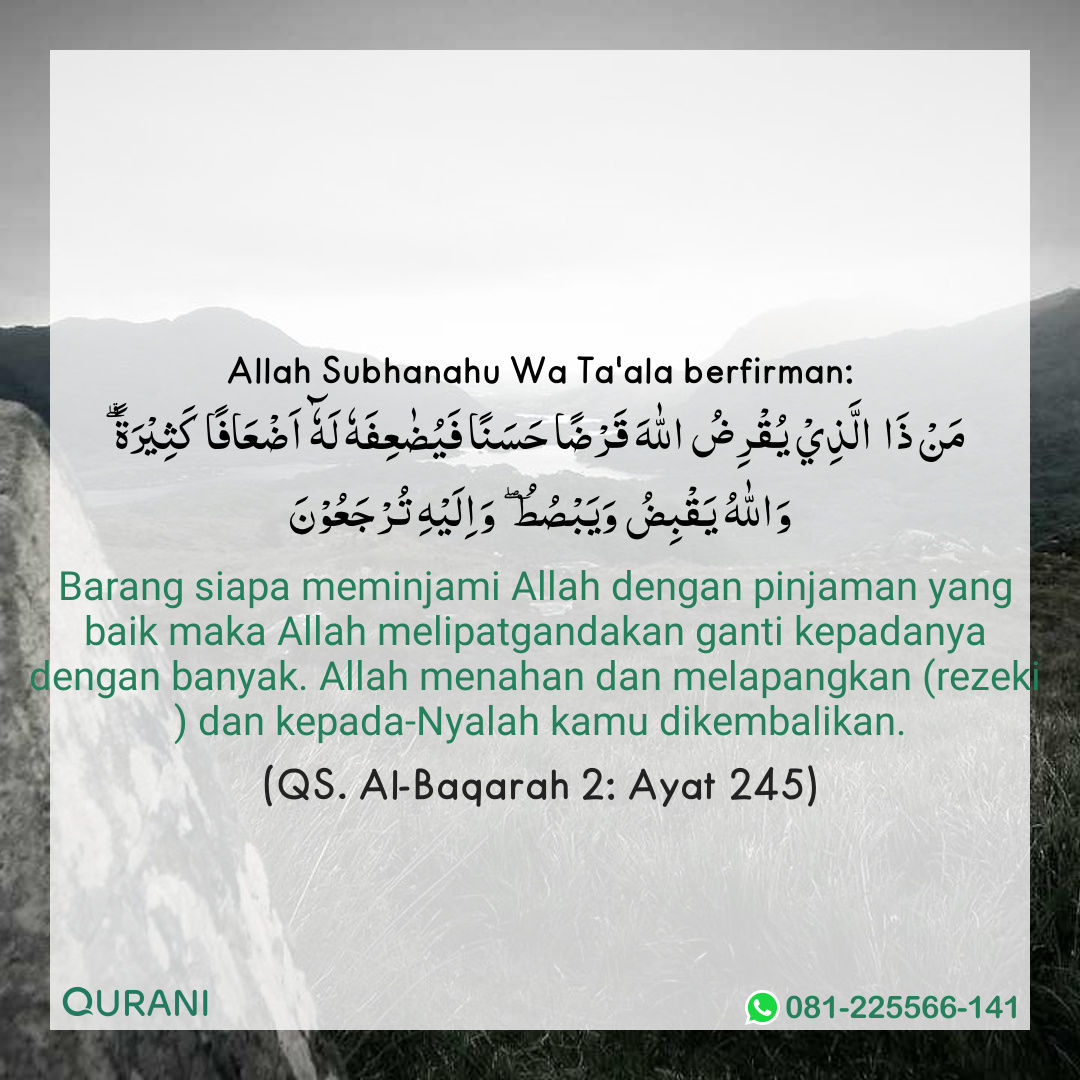 Allah Subhanahu Wa Ta'ala berfirman:
مَنْ ذَا الَّذِيْ يُقْرِضُ اللّٰهَ قَرْضًا حَسَنًا فَيُضٰعِفَهٗ لَهٗۤ اَضْعَافًا كَثِيْرَةً ۗ
وَاللّٰهُ يَقْبِضُ وَيَبْصُطُ ۖ وَاِلَيْهِ تُرْجَعُوْنَ
Barang siapa meminjami Allah dengan pinjaman yang
baik maka Allah melipatgandakan ganti kepadanya
dengan banyak. Allah menahan dan melapangkan (rezeki
) dan kepada-Nyalah kamu dikembalikan.
(QS. Al-Baqarah 2: Ayat 245)
QURANI
081-225566-141